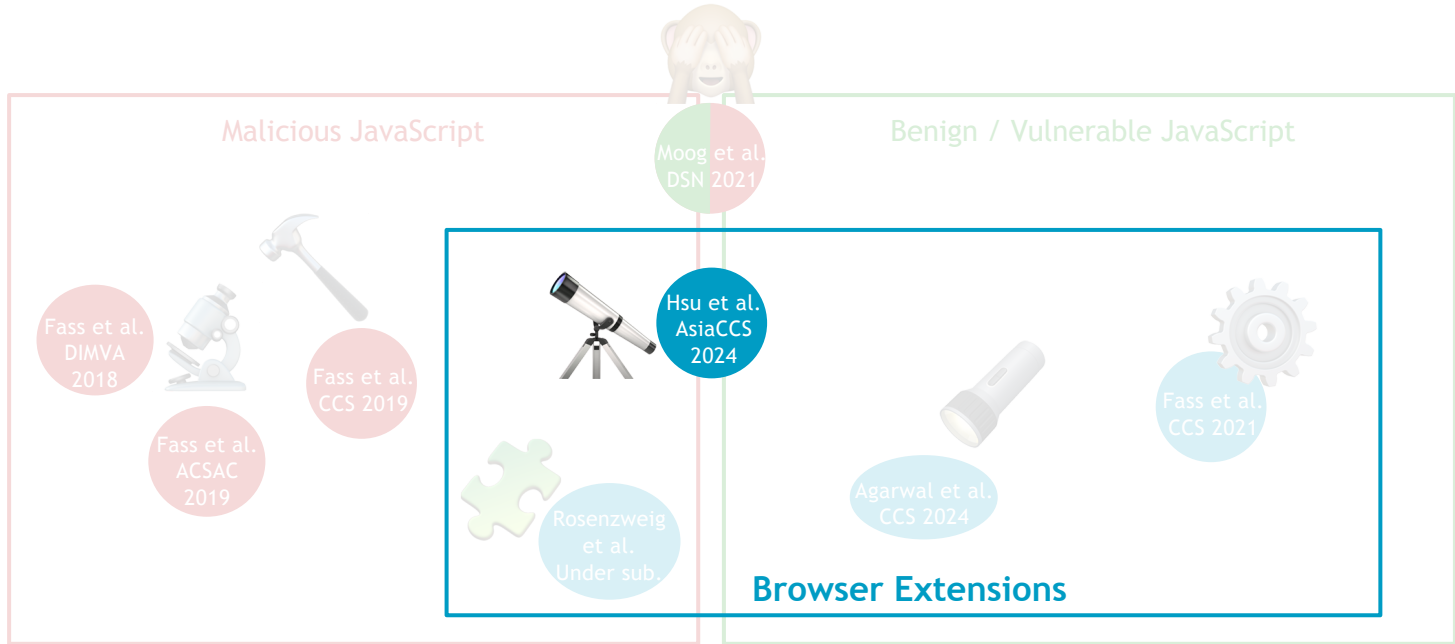 Malicious JavaScript
Benign / Vulnerable JavaScript
Moog et al.
DSN 2021
Fass et al.
DIMVA
2018
Fass et al.
CCS 2019
Fass et al.
ACSAC
2019
Hsu et al.
AsiaCCS
2024
Rosenzweig
et al.
Under sub.
Agarwal et al.
CCS 2024
Fass et al.
CCS 2021
Browser Extensions